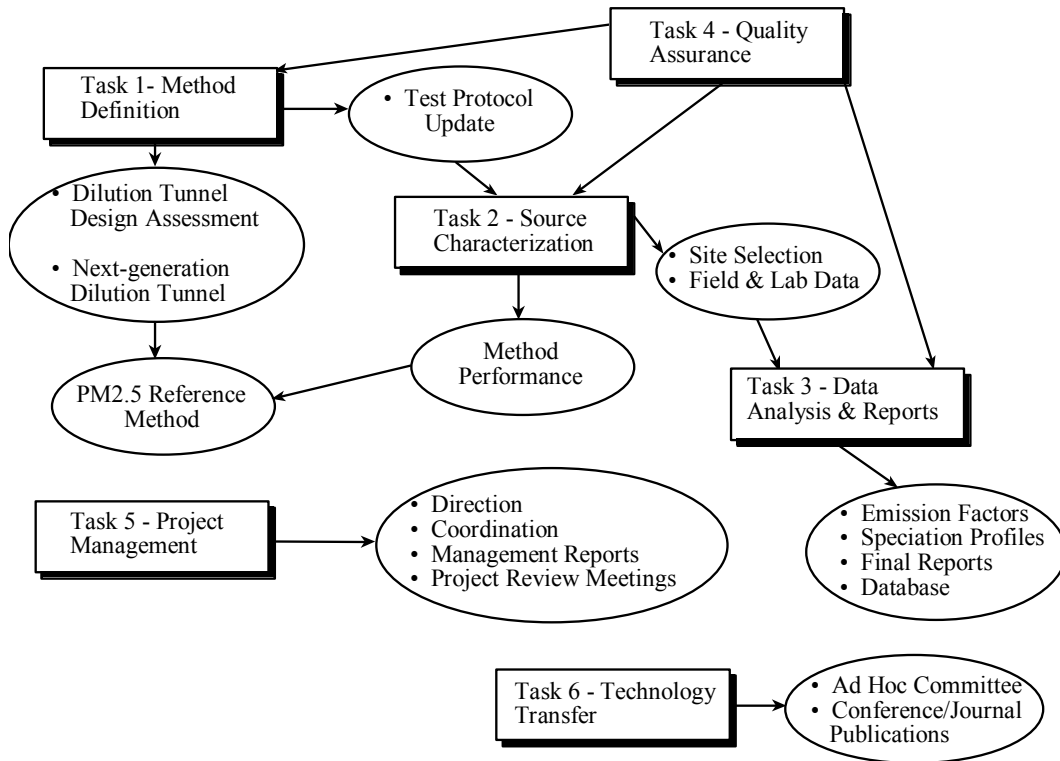 Task 4 - Quality
Assurance
Task 1- Method
Definition
• Test Protocol
Update
• Dilution Tunnel
Design Assessment
• Next-generation
Dilution Tunnel
Task 2 - Source
Characterization
• Site Selection
• Field & Lab Data
Method
Performance
PM2.5 Reference
Method
Task 3 - Data
Analysis & Reports
Task 5 - Project
Management
• Direction
• Coordination
• Management Reports
• Project Review Meetings
• Emission Factors
• Speciation Profiles
• Final Reports
• Database
Task 6 - Technology
Transfer
• Ad Hoc Committee
• Conference/Journal
Publications